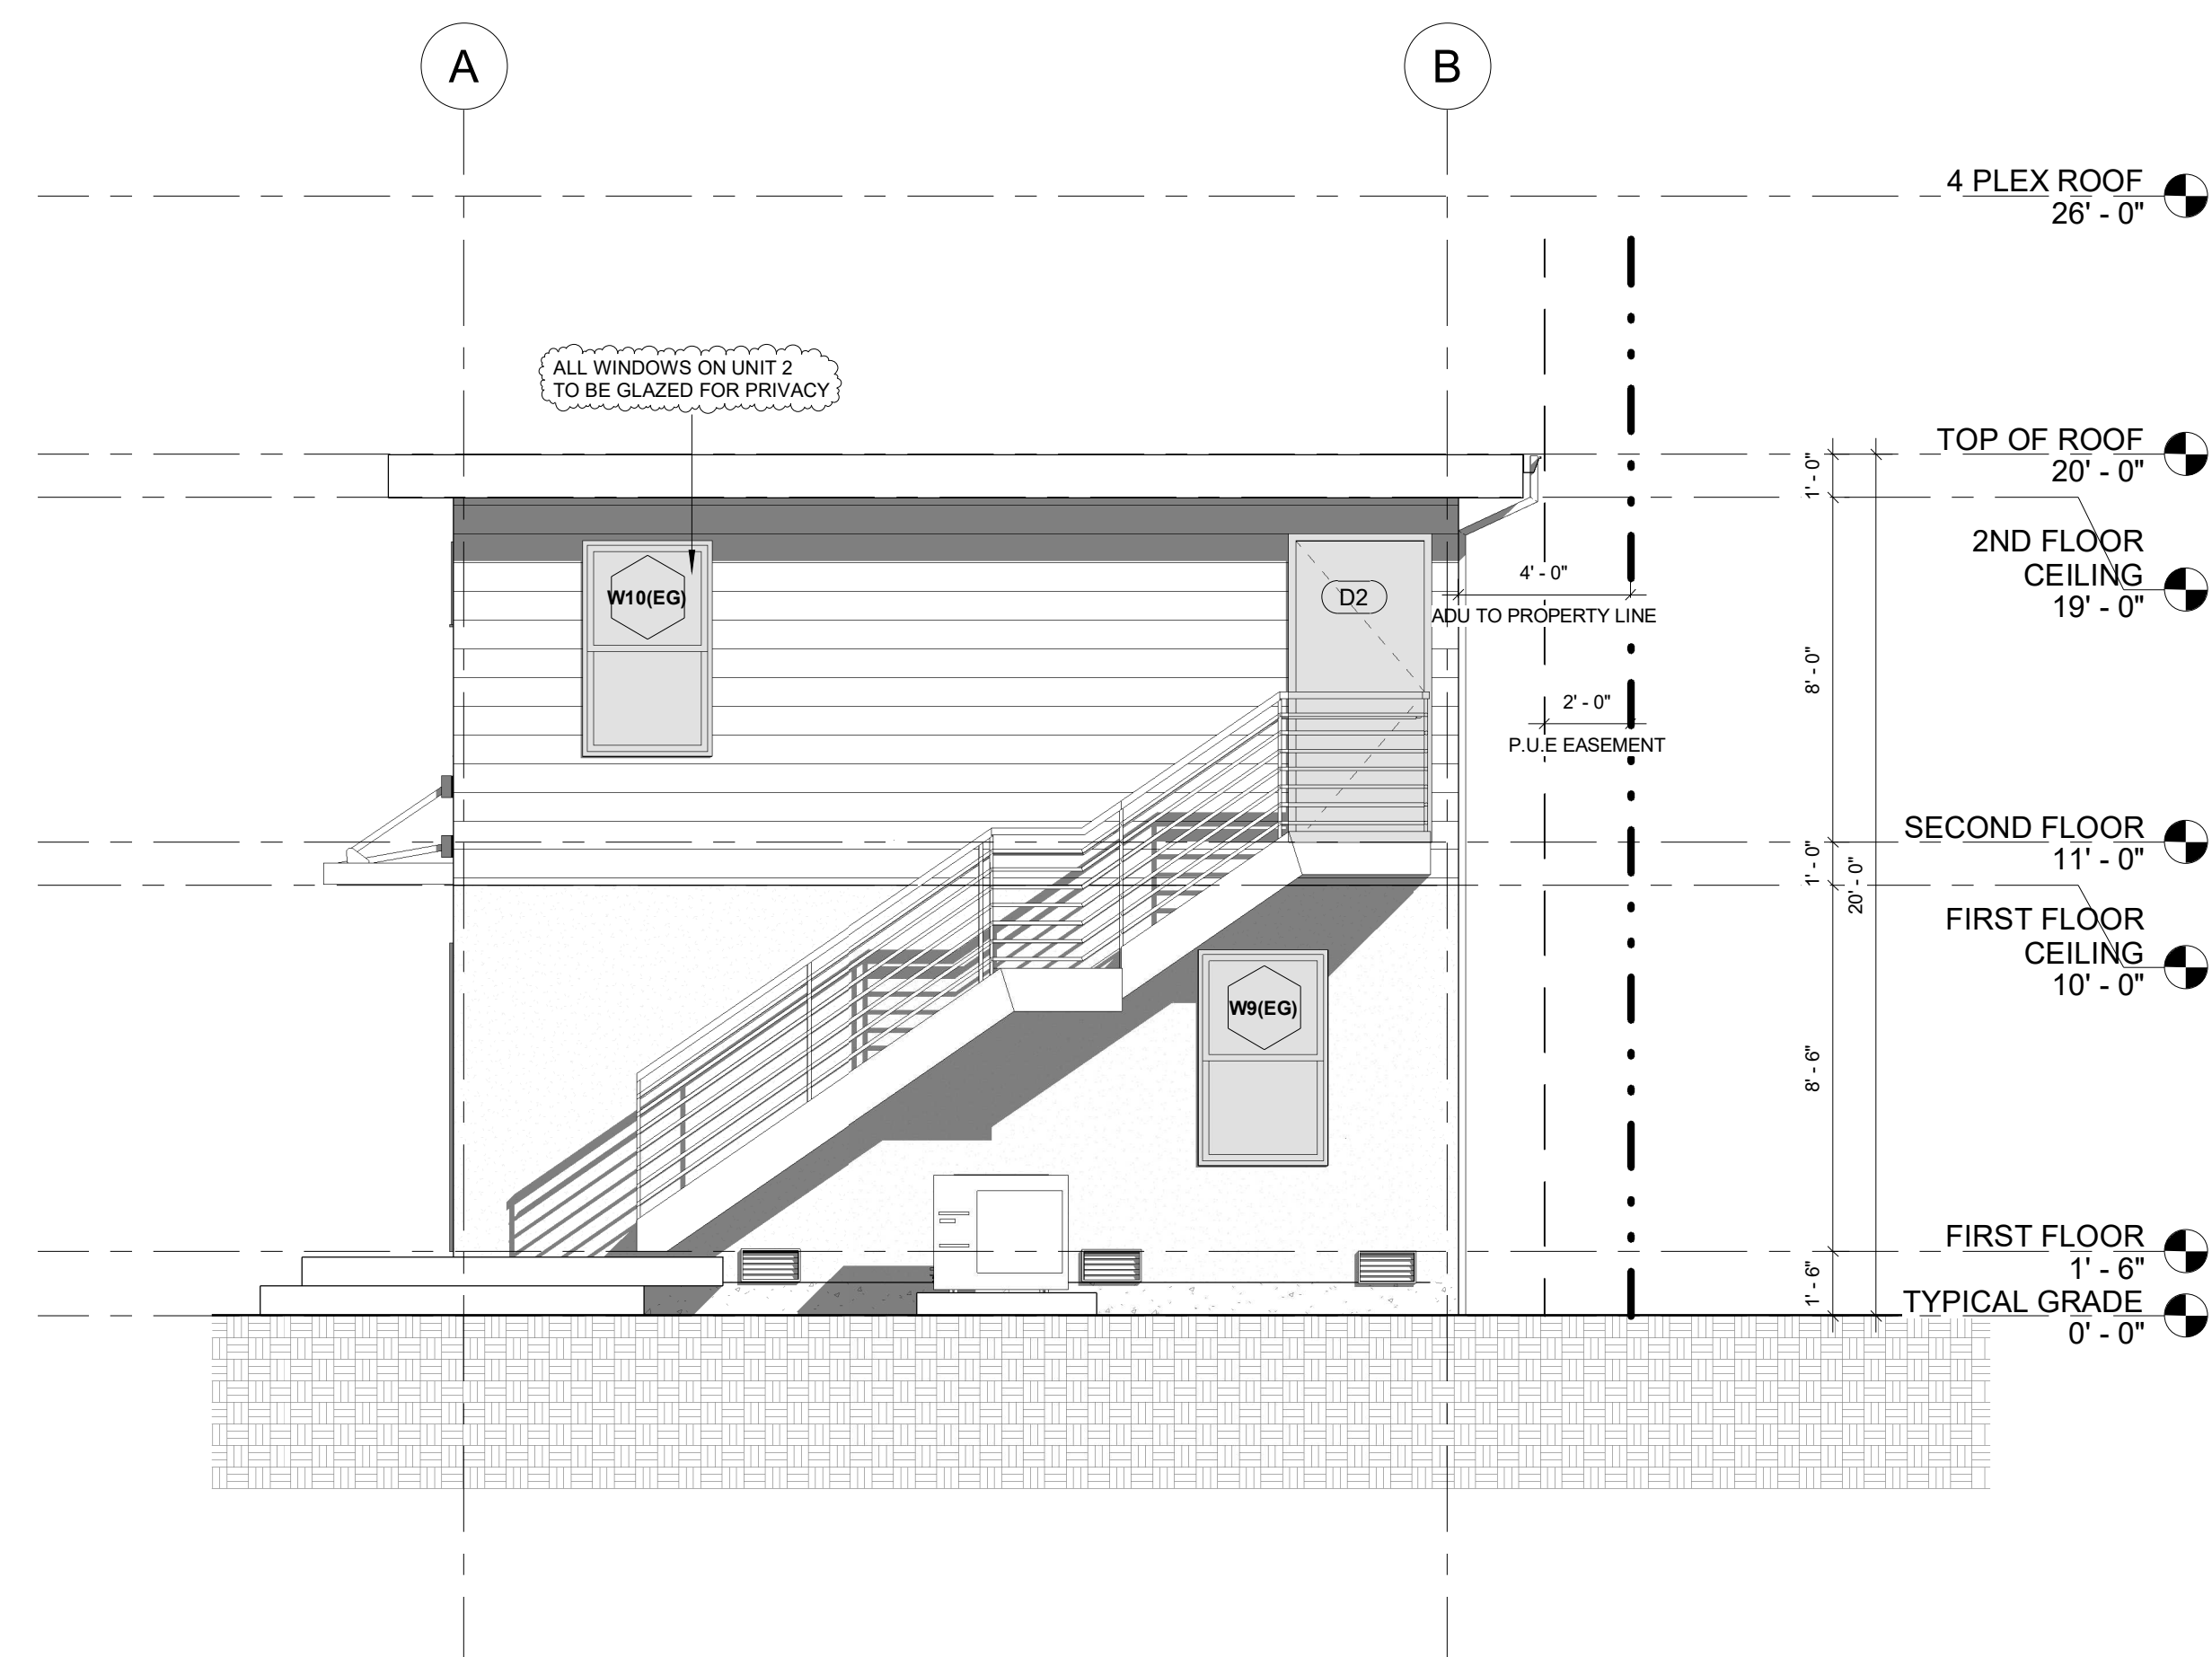 A
B
4 PLEX ROOF
26' - 0"
ALL WINDOWS ON UNIT 2
TO BE GLAZED FOR PRIVACY
TOP OF ROOF
20' - 0"
1' - 0"
2ND FLOOR
CEILING
19' - 0"
W10(EG)
D2
4' - 0"
ADU TO PROPERTY LINE
8' - 0"
2' - 0"
P.U.E EASEMENT
SECOND FLOOR
11' - 0"
1' - 0"
20' - 0"
FIRST FLOOR
CEILING
10' - 0"
W9(EG)
8' - 6"
FIRST FLOOR
1' - 6"
1' - 6"
TYPICAL GRADE
0' - 0"